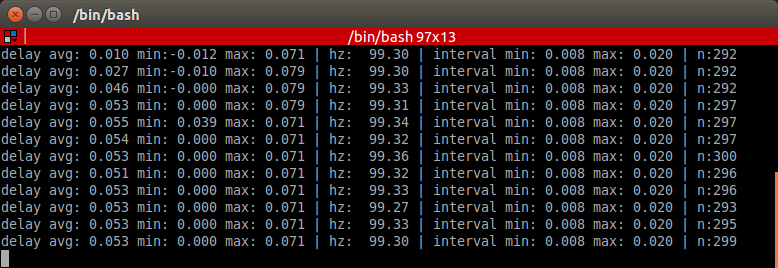 /bin/bash
/bin/bash 97x13
delay avg: 0.010 min:-0.012 max: 0.071 | hz:  99.30 | interval min: 0.008 max: 0.020 | n:292
delay avg: 0.027 min:-0.010 max: 0.079 | hz:  99.30 | interval min: 0.008 max: 0.020 | n:292
delay avg: 0.046 min:-0.000 max: 0.079 | hz:  99.33 | interval min: 0.008 max: 0.020 | n:292
delay avg: 0.053 min: 0.000 max: 0.079 | hz:  99.31 | interval min: 0.008 max: 0.020 | n:297
delay avg: 0.055 min: 0.039 max: 0.071 | hz:  99.34 | interval min: 0.008 max: 0.020 | n:297
delay avg: 0.054 min: 0.000 max: 0.071 | hz:  99.32 | interval min: 0.008 max: 0.020 | n:297
delay avg: 0.053 min: 0.000 max: 0.071 | hz:  99.36 | interval min: 0.008 max: 0.020 | n:300
delay avg: 0.051 min: 0.000 max: 0.071 | hz:  99.32 | interval min: 0.008 max: 0.020 | n:296
delay avg: 0.053 min: 0.000 max: 0.071 | hz:  99.33 | interval min: 0.008 max: 0.020 | n:296
delay avg: 0.053 min: 0.000 max: 0.071 | hz:  99.27 | interval min: 0.008 max: 0.020 | n:293
delay avg: 0.053 min: 0.000 max: 0.071 | hz:  99.33 | interval min: 0.008 max: 0.020 | n:295
delay avg: 0.053 min: 0.000 max: 0.071 | hz:  99.30 | interval min: 0.008 max: 0.020 | n:299